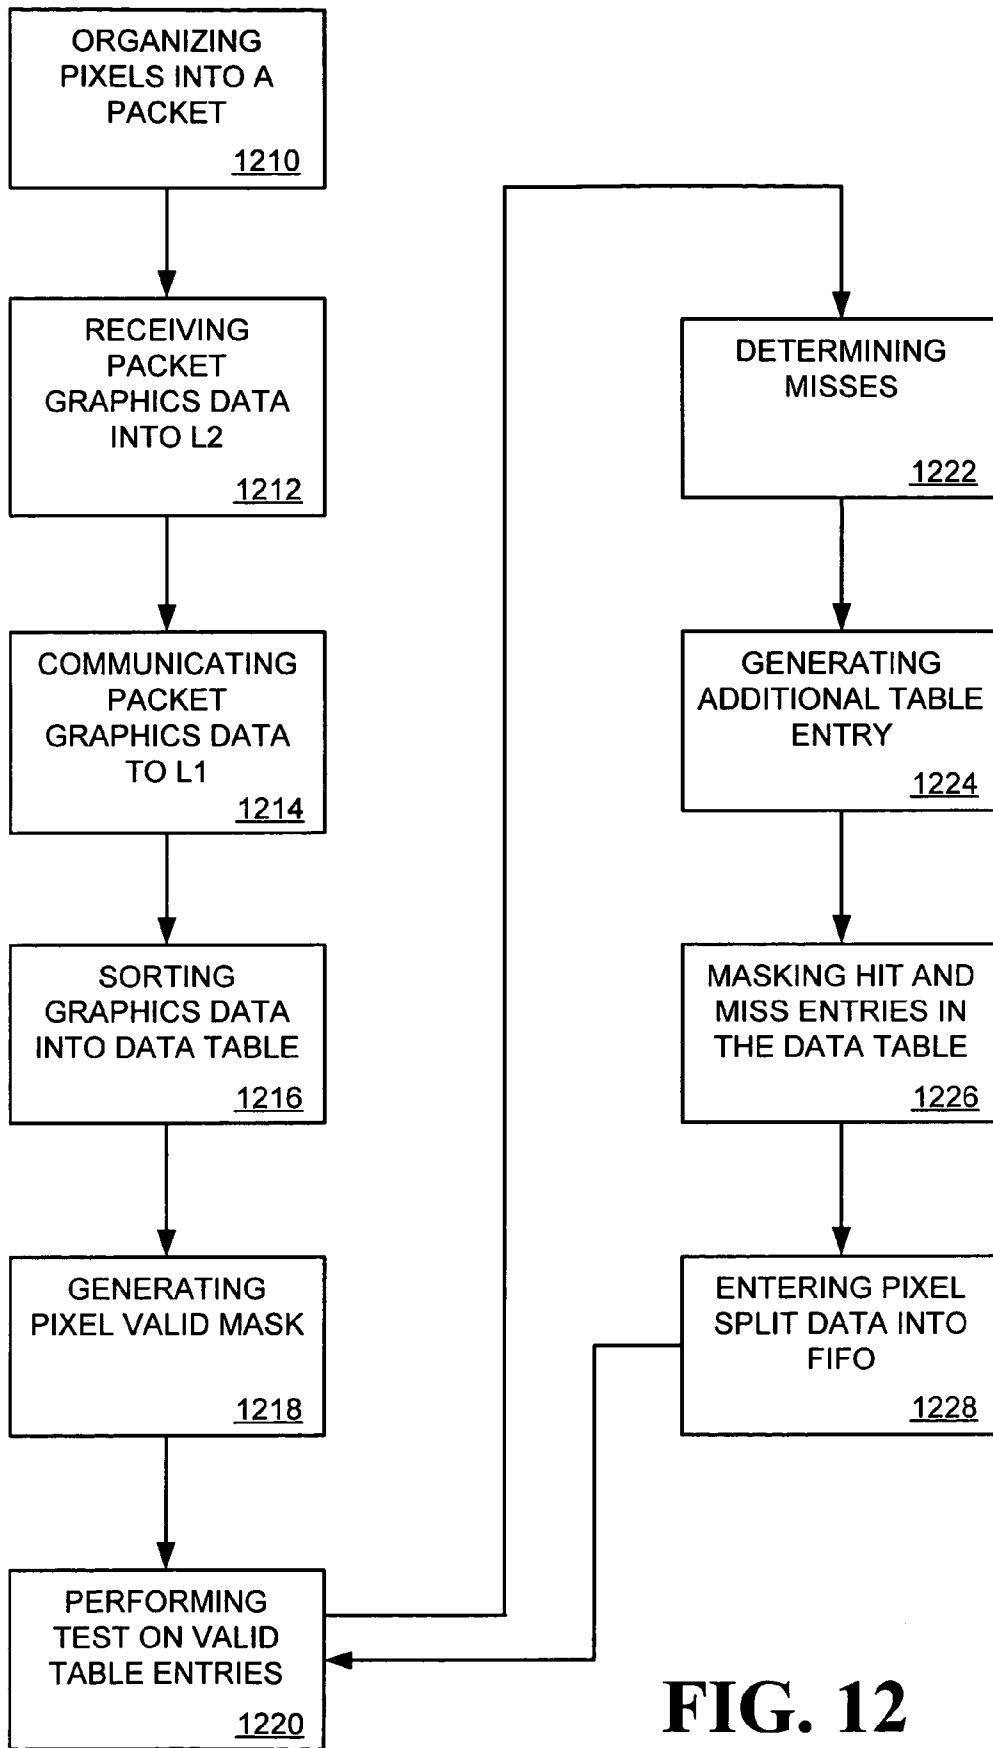 ORGANIZING
PIXELS INTO A
PACKET
1210
RECEIVING
PACKET
GRAPHICS DATA
INTO L2
1212
COMMUNICATING
PACKET
GRAPHICS DATA
TO L1
1214
SORTING
GRAPHICS DATA
INTO DATA TABLE
1216
GENERATING
PIXEL VALID MASK
1218
PERFORMING
TEST ON VALID
TABLE ENTRIES
1220
DETERMINING
MISSES
1222
GENERATING
ADDITIONAL TABLE
ENTRY
1224
MASKING HIT AND
MISS ENTRIES IN
THE DATA TABLE
1226
ENTERING PIXEL
SPLIT DATA INTO
FIFO
1228
FIG. 12